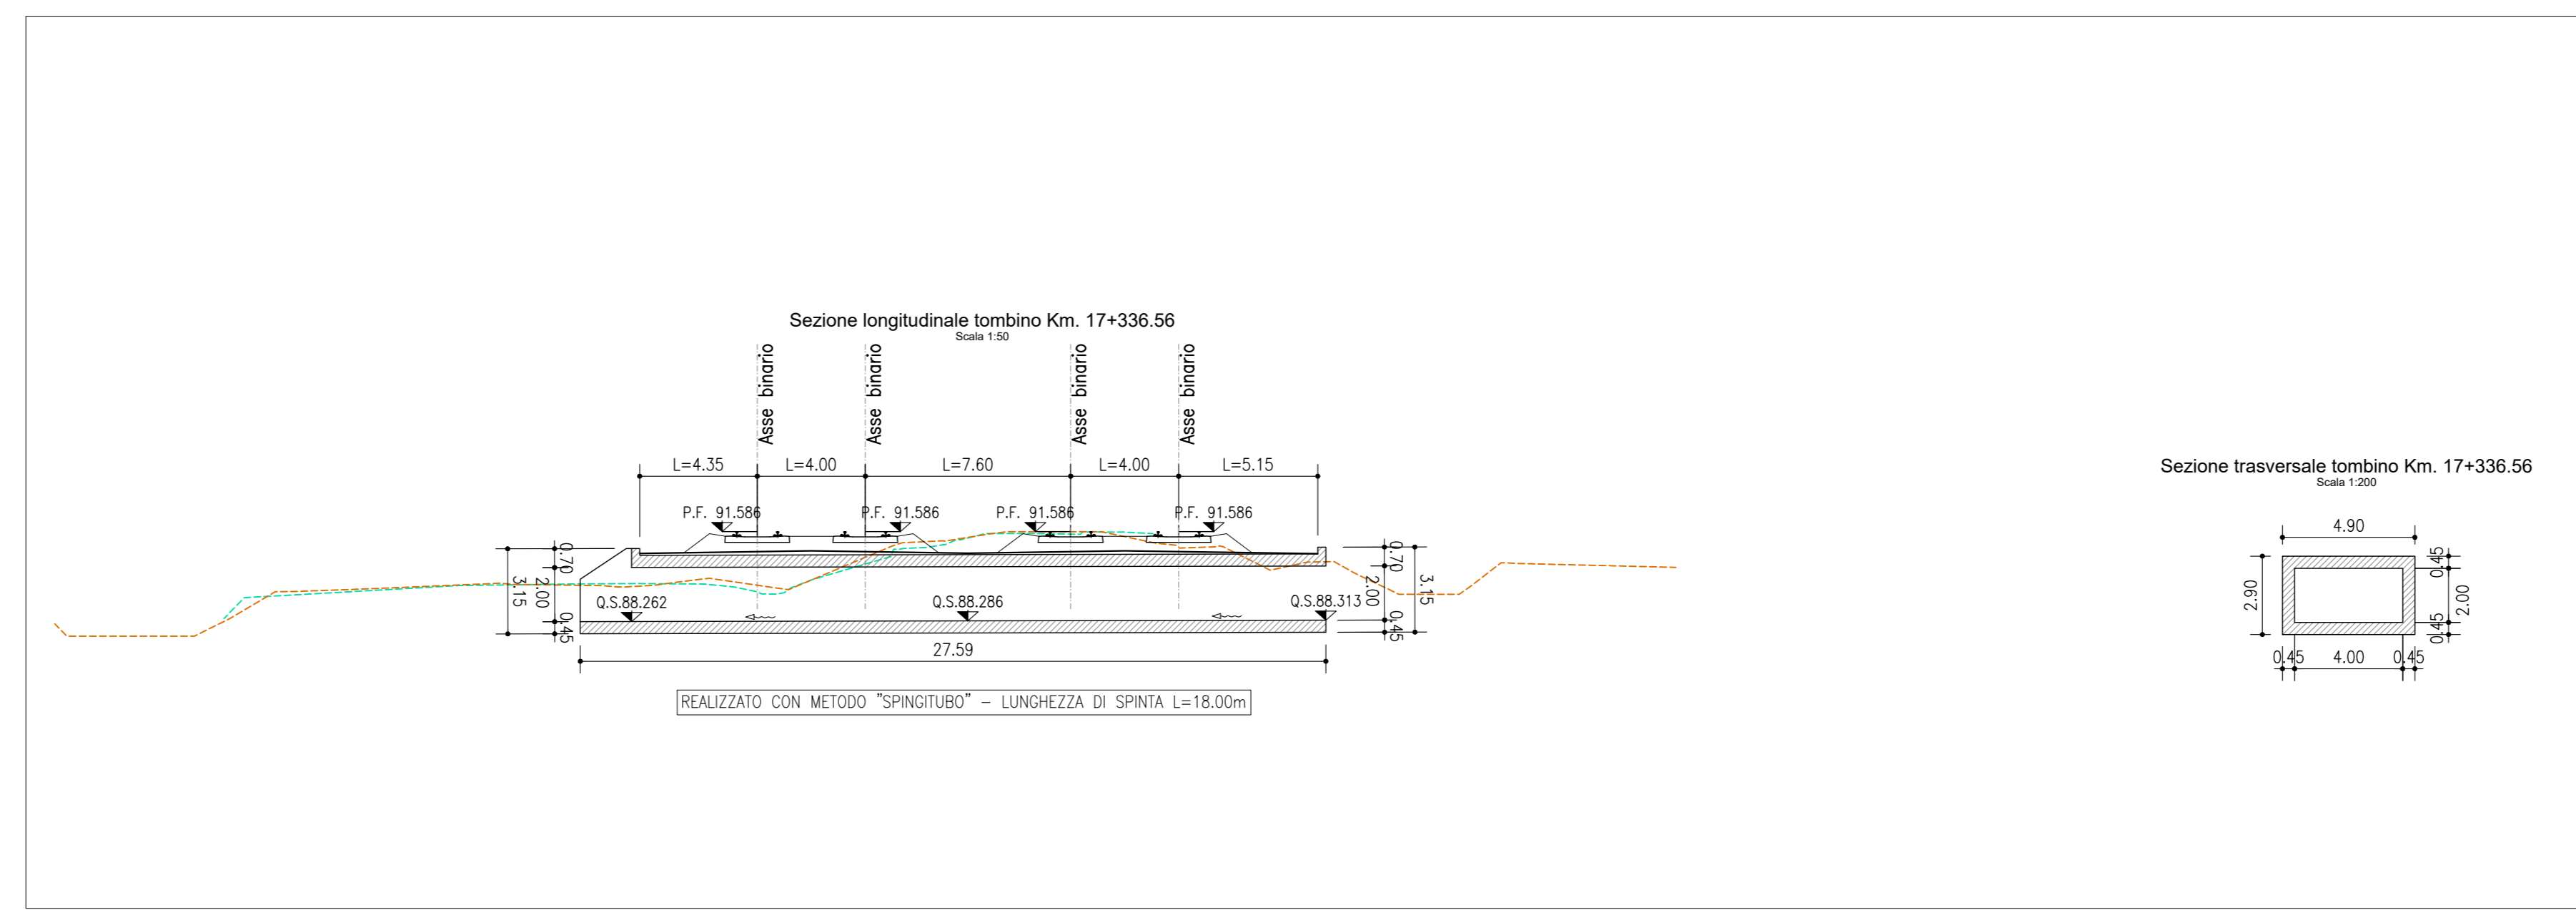 Sezione longitudinale tombino Km. 17+336.56
Scala 1:50
Asse binario
Asse binario
Asse binario
Asse binario
L=4.35
L=4.00
L=7.60
L=4.00
L=5.15
P.F. 91.586
P.F. 91.586
P.F. 91.586
P.F. 91.586
0.70
2.00
0.45
3.15
Q.S.88.262
Q.S.88.286
Q.S.88.313
0.70
2.00
0.45
3.15
27.59
REALIZZATO CON METODO "SPINGITUBO" – LUNGHEZZA DI SPINTA L=18.00m
Sezione trasversale tombino Km. 17+336.56
Scala 1:200
4.90
2.90
0.45
2.00
0.45
0.45
4.00
0.45